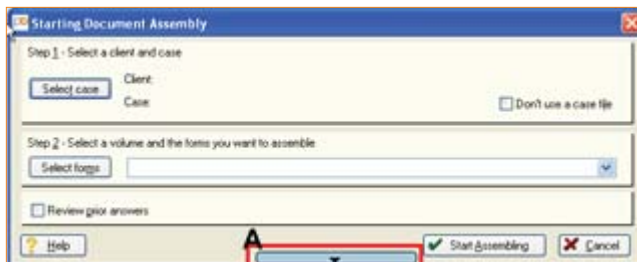 Starting Document Assembly
Step 1 - Select a client and case
Select case
Client:
Case:
Don't use a case file
Step 2 - Select a volume and the forms you want to assemble
Select forms
Review prior answers
Help
A
Start Assembling
Cancel